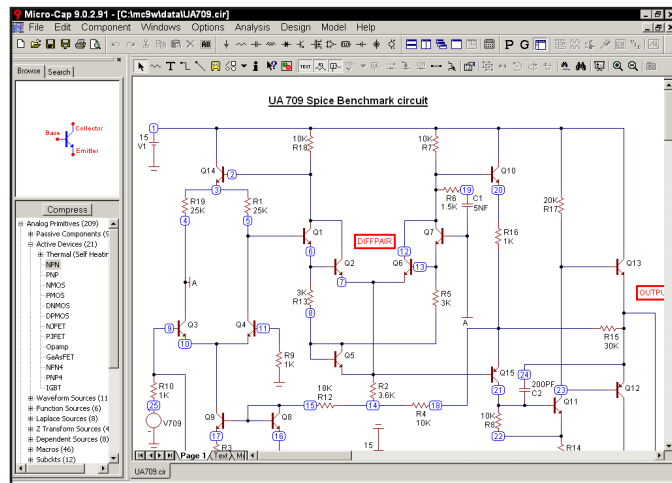 Micro-Cap 9.0.2.91 - [C:\mc9w\data\UA709.cir]
File Edit Component Windows Options Analysis Design Model Help
TEXT
P G
Browse Search
Base
Collector
Emitter
Compress
Analog Primitives (209)
Passive Components (9
Active Devices (21)
Thermal (Self Heatin
NPN
PNP
NMOS
PMOS
DNMOS
DPMOS
NJFET
PJFET
Opamp
GaAsFET
NPN4
PNP4
IGBT
Waveform Sources (11
Function Sources (6)
Laplace Sources (8)
Z Transform Sources (4
Dependent Sources (8)
Macros (46)
Subckts (12)
UA 709 Spice Benchmark circuit
1
15
V1
10K
R18
10K
R7
Q14
2
3
R19
25K
R1
25K
4
5
R6
1.5K
19
C1
5NF
Q10
20
20K
R17
R16
1K
Q1
DIFFPAIR
Q7
6
Q2
12
Q6
13
7
Q13
OUTPU
A
3K
R13
8
R5
3K
A
9
Q3
Q4
11
10
R9
1K
Q5
R15
30K
R10
1K
25
V709
R2
3.6K
Q15
21
24
200PF
C2
23
Q12
Q11
18K
R12
15
14
18
R4
10K
10K
R8
22
Q9
Q8
17
16
R3
15
R14
Page 1 Text
UA709.cir